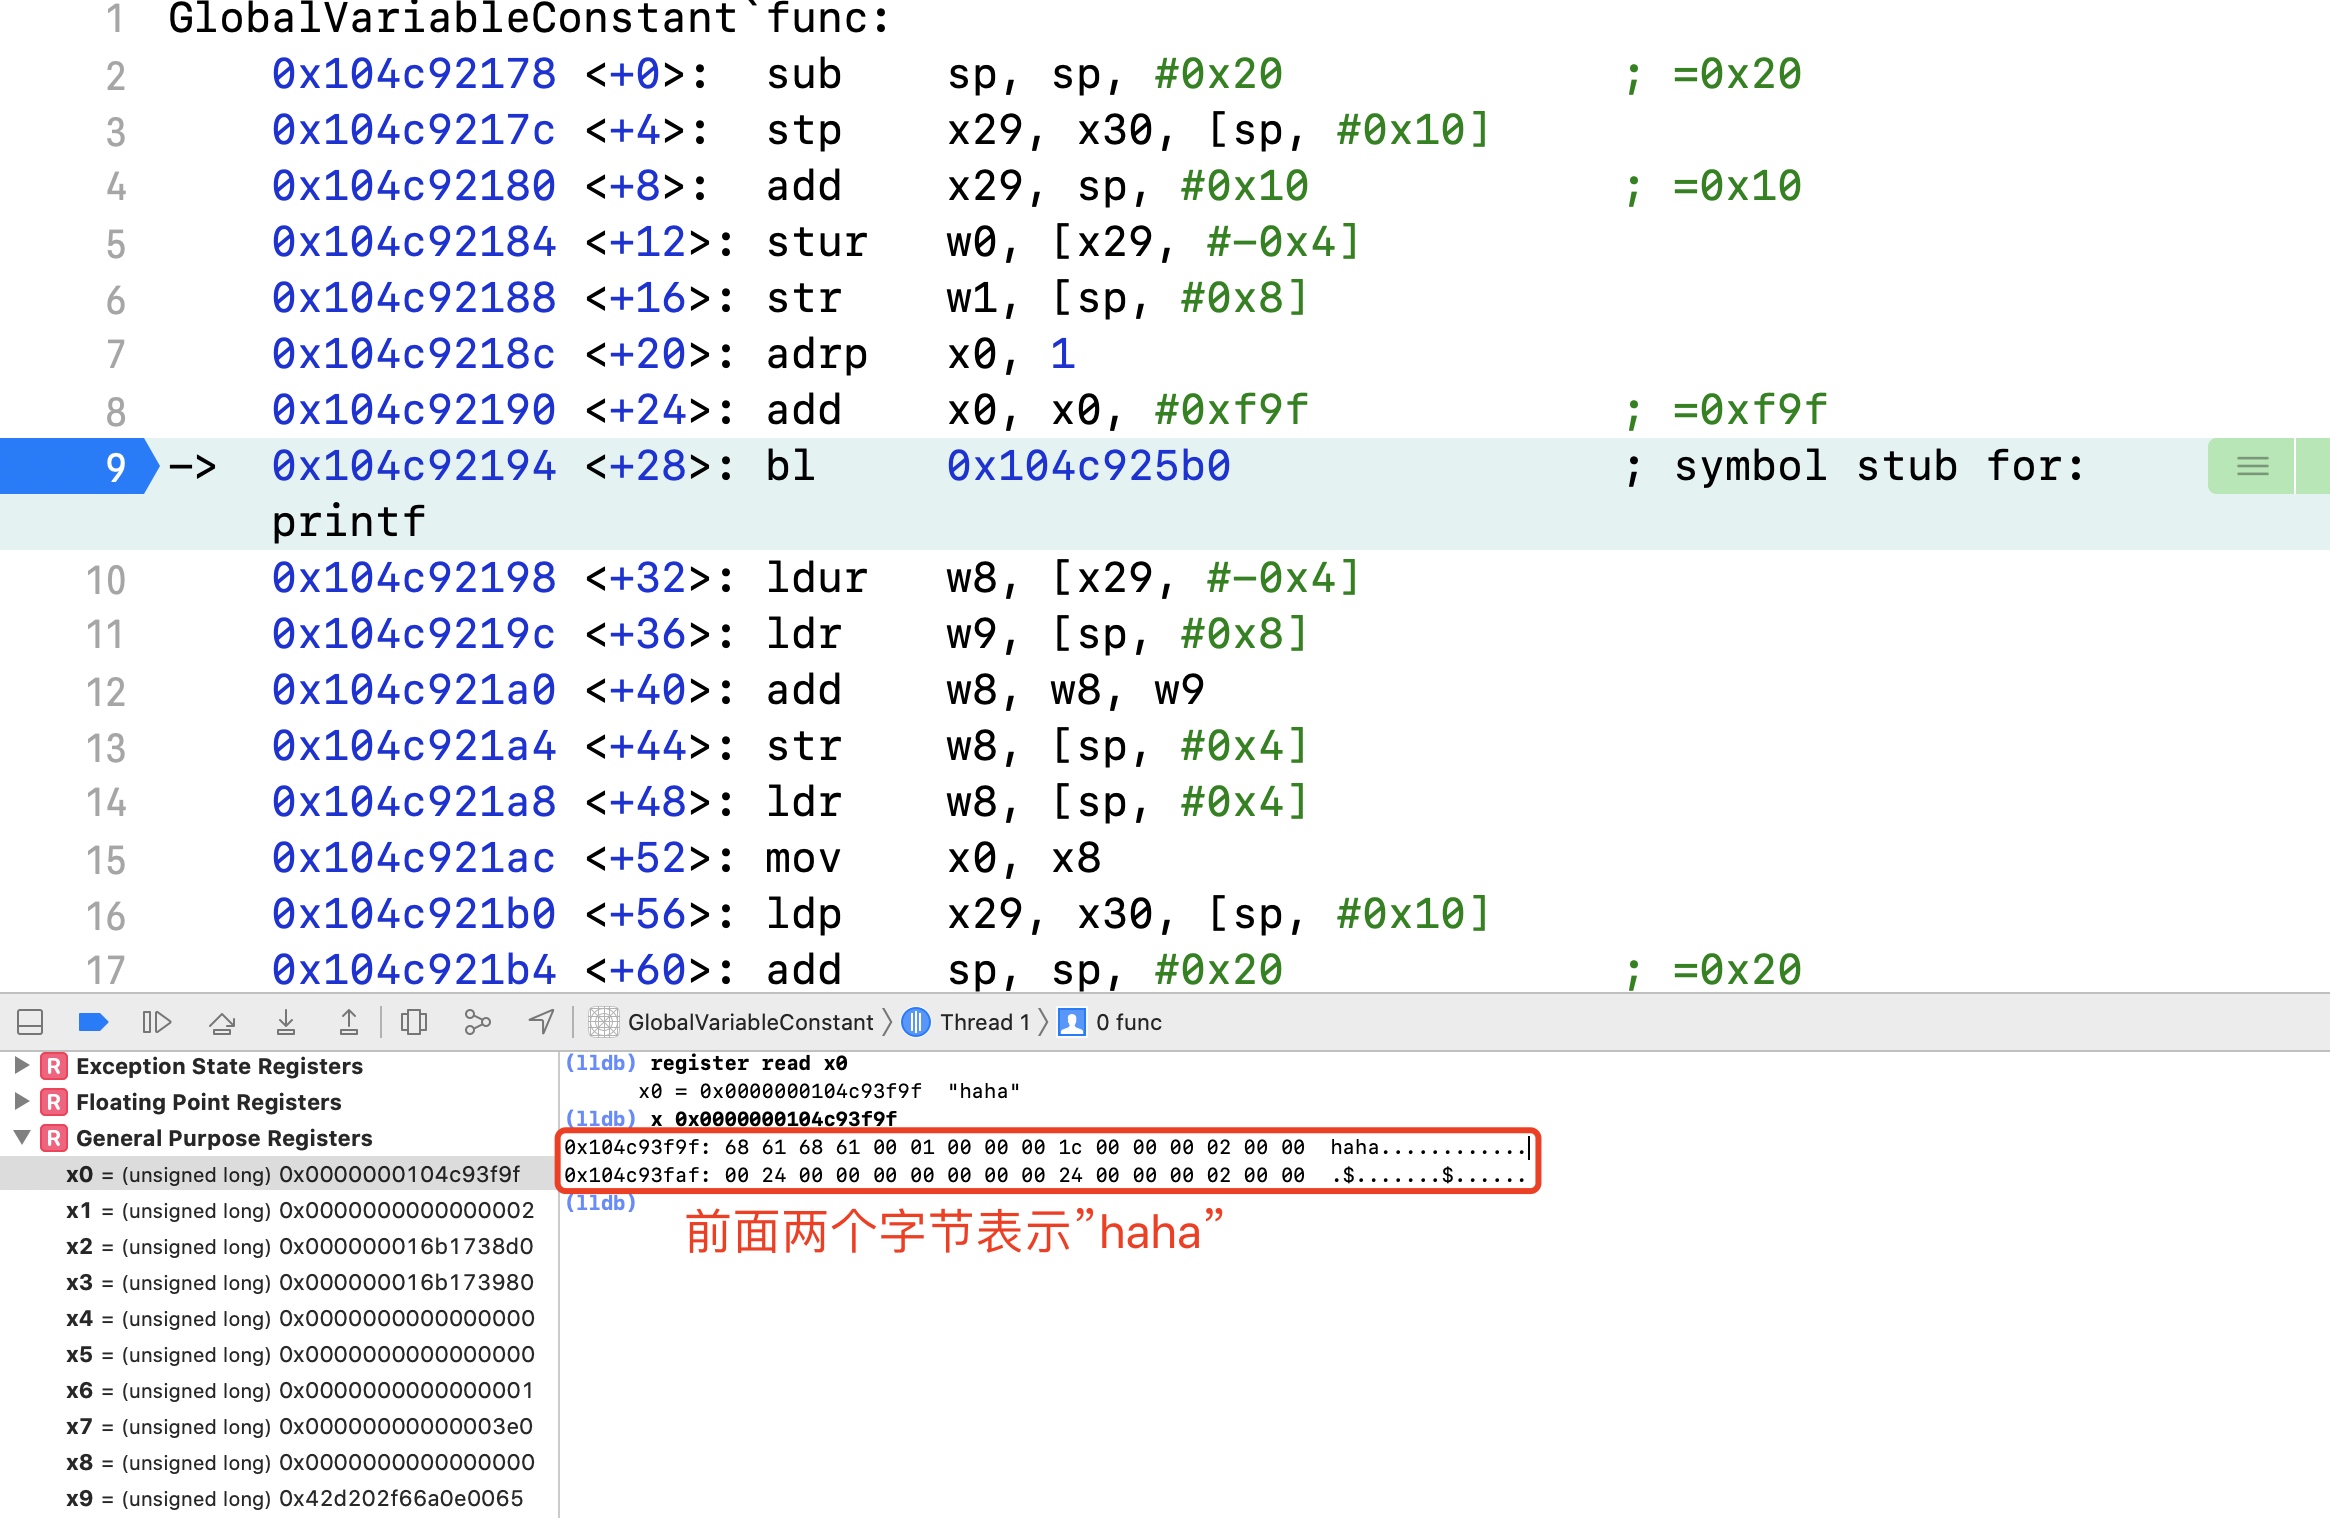 1 GlobalVariableConstant`func:
2 0x104c92178 <+0>: sub sp, sp, #0x20 ; =0x20
3 0x104c9217c <+4>: stp x29, x30, [sp, #0x10]
4 0x104c92180 <+8>: add x29, sp, #0x10 ; =0x10
5 0x104c92184 <+12>: stur w0, [x29, #-0x4]
6 0x104c92188 <+16>: str w1, [sp, #0x8]
7 0x104c9218c <+20>: adrp x0, 1
8 0x104c92190 <+24>: add x0, x0, #0xf9f ; =0xf9f
9 -> 0x104c92194 <+28>: bl 0x104c925b0 ; symbol stub for:
printf
10 0x104c92198 <+32>: ldur w8, [x29, #-0x4]
11 0x104c9219c <+36>: ldr w9, [sp, #0x8]
12 0x104c921a0 <+40>: add w8, w8, w9
13 0x104c921a4 <+44>: str w8, [sp, #0x4]
14 0x104c921a8 <+48>: ldr w8, [sp, #0x4]
15 0x104c921ac <+52>: mov x0, x8
16 0x104c921b0 <+56>: ldp x29, x30, [sp, #0x10]
17 0x104c921b4 <+60>: add sp, sp, #0x20 ; =0x20
GlobalVariableConstant Thread 1 0 func
R Exception State Registers
R Floating Point Registers
R General Purpose Registers
x0 = (unsigned long) 0x0000000104c93f9f
x1 = (unsigned long) 0x0000000000000002
x2 = (unsigned long) 0x000000016b1738d0
x3 = (unsigned long) 0x000000016b173980
x4 = (unsigned long) 0x0000000000000000
x5 = (unsigned long) 0x0000000000000000
x6 = (unsigned long) 0x0000000000000001
x7 = (unsigned long) 0x00000000000003e0
x8 = (unsigned long) 0x0000000000000000
x9 = (unsigned long) 0x42d202f66a0e0065
(lldb) register read x0
x0 = 0x0000000104c93f9f "haha"
(lldb) x 0x0000000104c93f9f
0x104c93f9f: 68 61 68 61 00 01 00 00 00 1c 00 00 00 02 00 00 haha............
0x104c93faf: 00 24 00 00 00 00 00 00 00 24 00 00 00 02 00 00 .$.......$......
(lldb)
前面两个字节表示”haha”